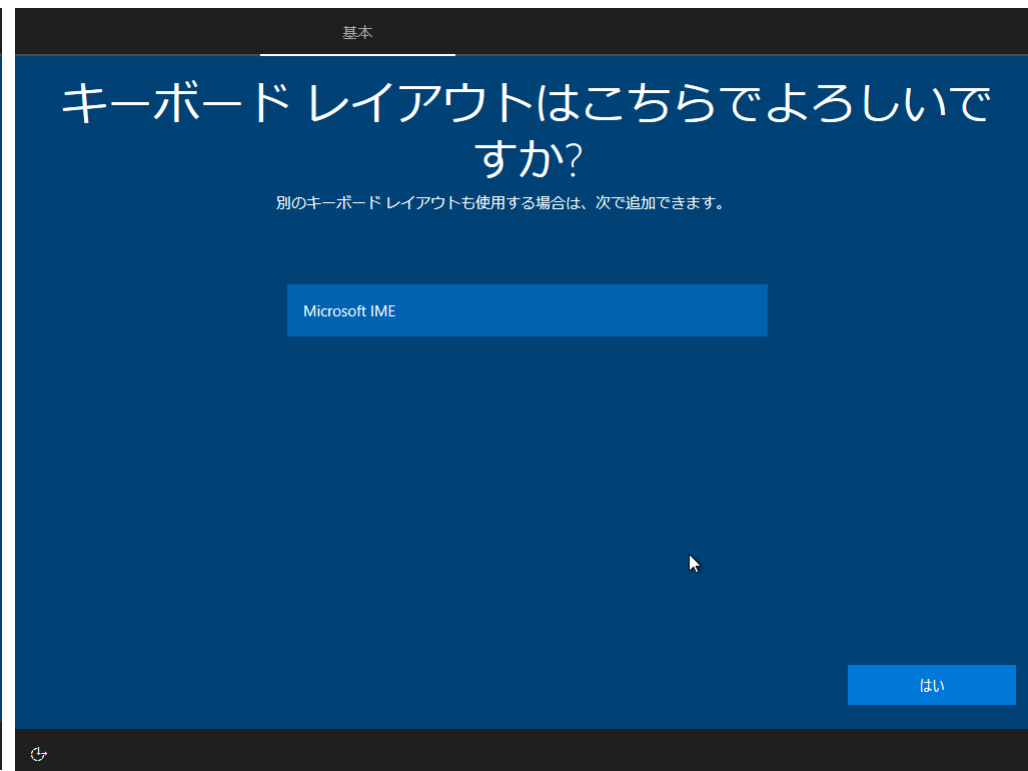 基本
キーボード レイアウトはこちらでよろしいで
すか?
別のキーボード レイアウトも使用する場合は、次で追加できます。
Microsoft IME
はい